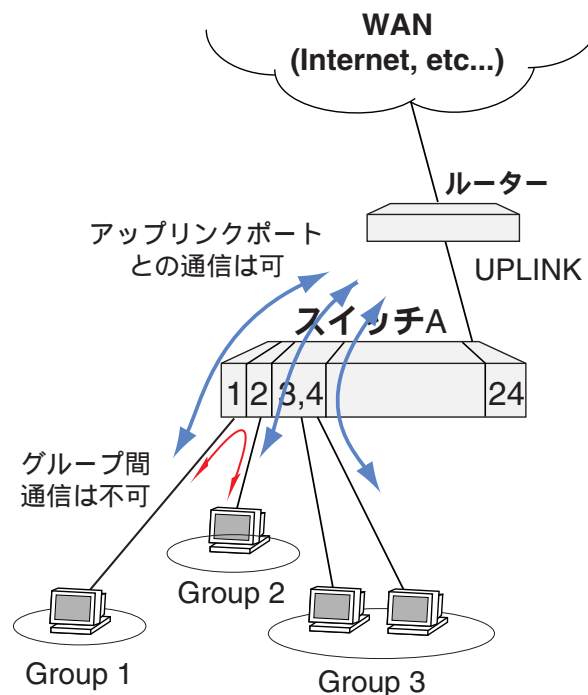 WAN
(Internet, etc...)
ルーター
アップリンクポート
との通信は可
UPLINK
スイッチA
1
2
3,4
24
グループ間
通信は不可
Group 2
Group 1
Group 3